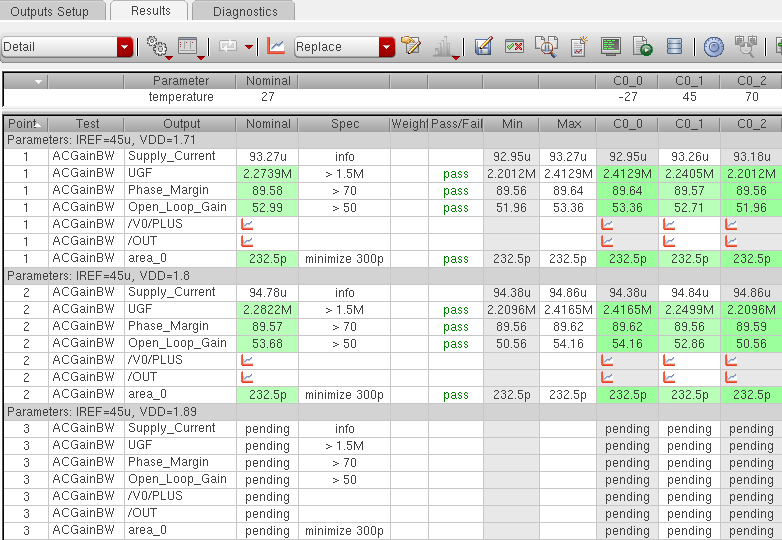 Outputs Setup Results Diagnostics
Detail Replace
Parameter Nominal C0_0 C0_1 C0_2
temperature 27 -27 45 70
Point Test Output Nominal Spec Weight Pass/Fail Min Max C0_0 C0_1 C0_2
Parameters: IREF=45u, VDD=1.71
1 ACGainBW Supply_Current 93.27u info 92.95u 93.27u 92.95u 93.26u 93.18u
1 ACGainBW UGF 2.2739M > 1.5M pass 2.2012M 2.4129M 2.4129M 2.2405M 2.2012M
1 ACGainBW Phase_Margin 89.58 > 70 pass 89.56 89.64 89.64 89.57 89.56
1 ACGainBW Open_Loop_Gain 52.99 > 50 pass 51.96 53.36 53.36 52.71 51.96
1 ACGainBW /V0/PLUS
1 ACGainBW /OUT
1 ACGainBW area_0 232.5p minimize 300p pass 232.5p 232.5p 232.5p 232.5p 232.5p
Parameters: IREF=45u, VDD=1.8
2 ACGainBW Supply_Current 94.78u info 94.38u 94.86u 94.38u 94.84u 94.86u
2 ACGainBW UGF 2.2822M > 1.5M pass 2.2096M 2.4165M 2.4165M 2.2499M 2.2096M
2 ACGainBW Phase_Margin 89.57 > 70 pass 89.56 89.62 89.62 89.56 89.59
2 ACGainBW Open_Loop_Gain 53.68 > 50 pass 50.56 54.16 54.16 52.86 50.56
2 ACGainBW /V0/PLUS
2 ACGainBW /OUT
2 ACGainBW area_0 232.5p minimize 300p pass 232.5p 232.5p 232.5p 232.5p 232.5p
Parameters: IREF=45u, VDD=1.89
3 ACGainBW Supply_Current pending info pending pending pending
3 ACGainBW UGF pending > 1.5M pending pending pending
3 ACGainBW Phase_Margin pending > 70 pending pending pending
3 ACGainBW Open_Loop_Gain pending > 50 pending pending pending
3 ACGainBW /V0/PLUS pending pending pending pending
3 ACGainBW /OUT pending pending pending pending
3 ACGainBW area_0 pending minimize 300p pending pending pending